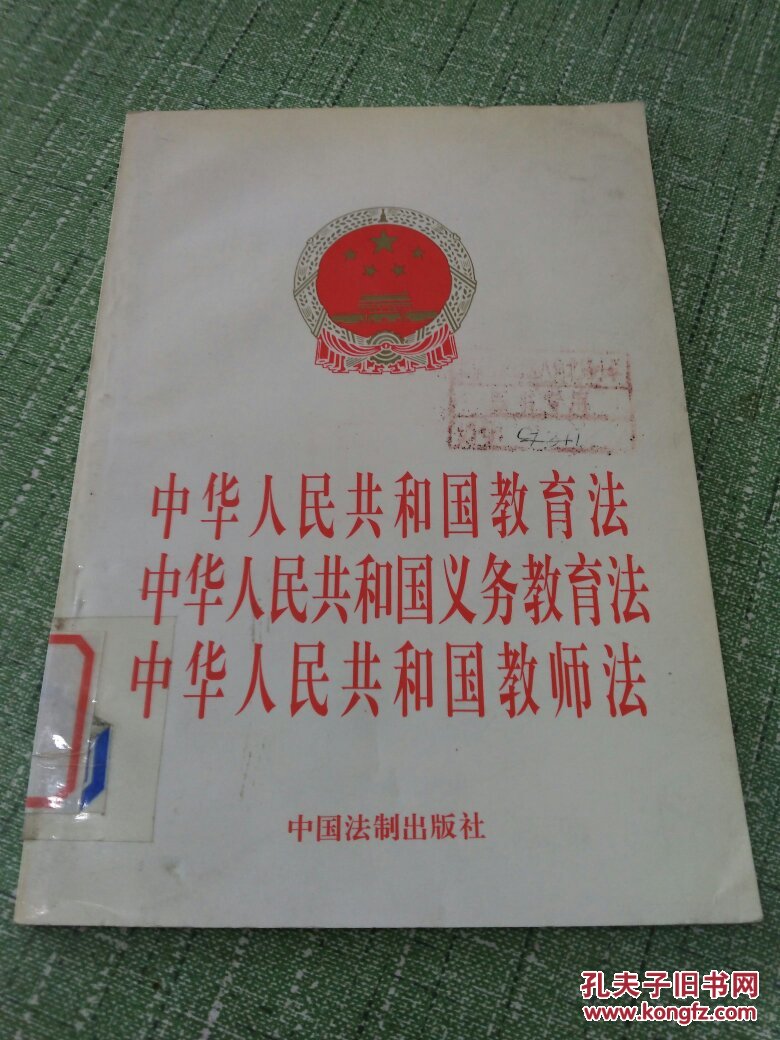 中华人民共和国教育法
中华人民共和国义务教育法
中华人民共和国教师法
中国法制出版社
孔夫子旧书网
www.kongfz.com